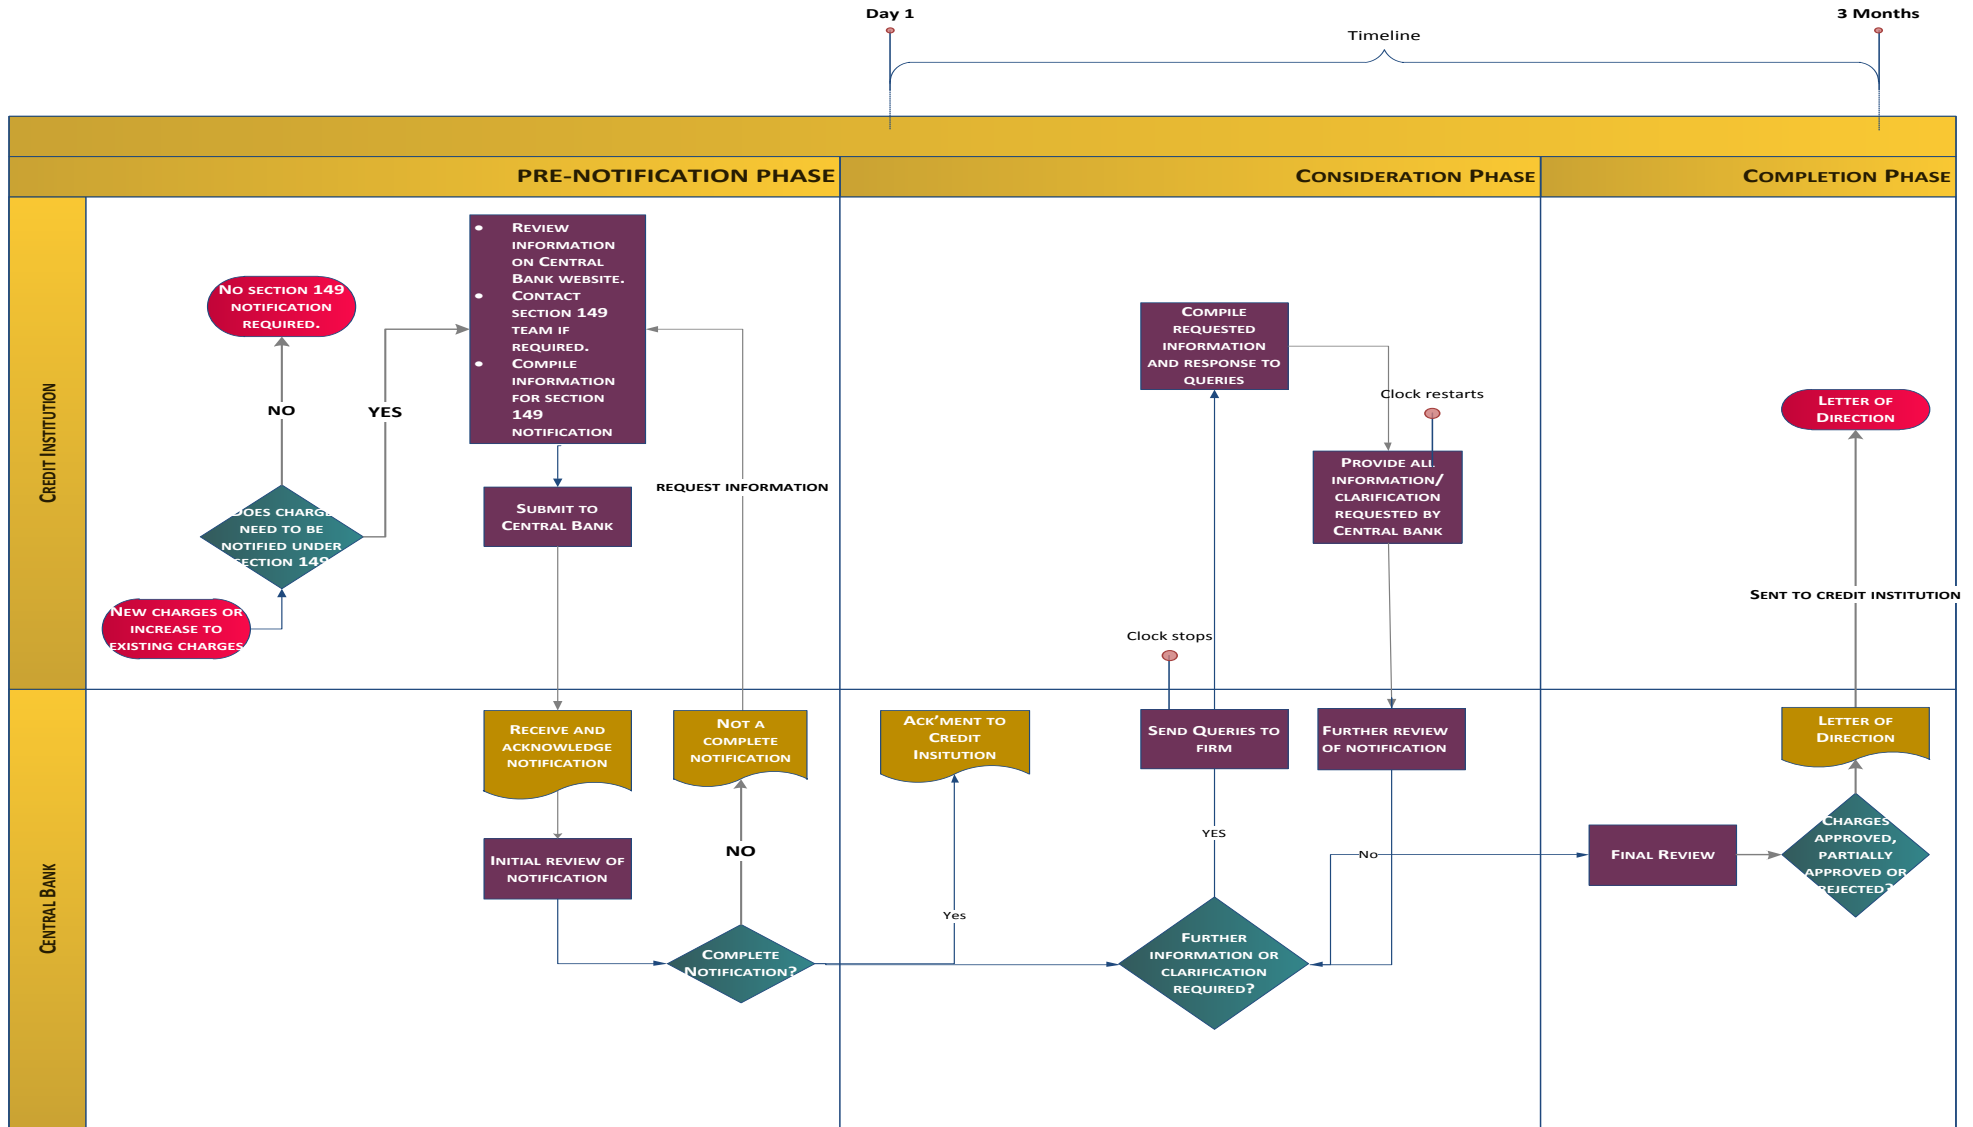 Day 1
3 Months
Timeline
PRE-NOTIFICATION PHASE
CONSIDERATION PHASE
COMPLETION PHASE
CREDIT INSTITUTION
CENTRAL BANK
• REVIEW
INFORMATION
ON CENTRAL
BANK WEBSITE.
• CONTACT
SECTION 149
TEAM IF
REQUIRED.
• COMPILE
INFORMATION
FOR SECTION
149
NOTIFICATION
NO SECTION 149
NOTIFICATION
REQUIRED.
NO
YES
DOES CHARGE
NEED TO BE
NOTIFIED UNDER
SECTION 149
NEW CHARGES OR
INCREASE TO
EXISTING CHARGES
SUBMIT TO
CENTRAL BANK
REQUEST INFORMATION
RECEIVE AND
ACKNOWLEDGE
NOTIFICATION
NOT A
COMPLETE
NOTIFICATION
INITIAL REVIEW OF
NOTIFICATION
NO
COMPLETE
NOTIFICATION?
ACK'MENT TO
CREDIT
INSITUTION
Yes
COMPILE
REQUESTED
INFORMATION
AND RESPONSE TO
QUERIES
Clock restarts
PROVIDE ALL
INFORMATION/
CLARIFICATION
REQUESTED BY
CENTRAL BANK
Clock stops
SEND QUERIES TO
FIRM
FURTHER REVIEW
OF NOTIFICATION
YES
No
FURTHER
INFORMATION OR
CLARIFICATION
REQUIRED?
LETTER OF
DIRECTION
SENT TO CREDIT INSTITUTION
LETTER OF
DIRECTION
FINAL REVIEW
CHARGES
APPROVED,
PARTIALLY
APPROVED OR
REJECTED?